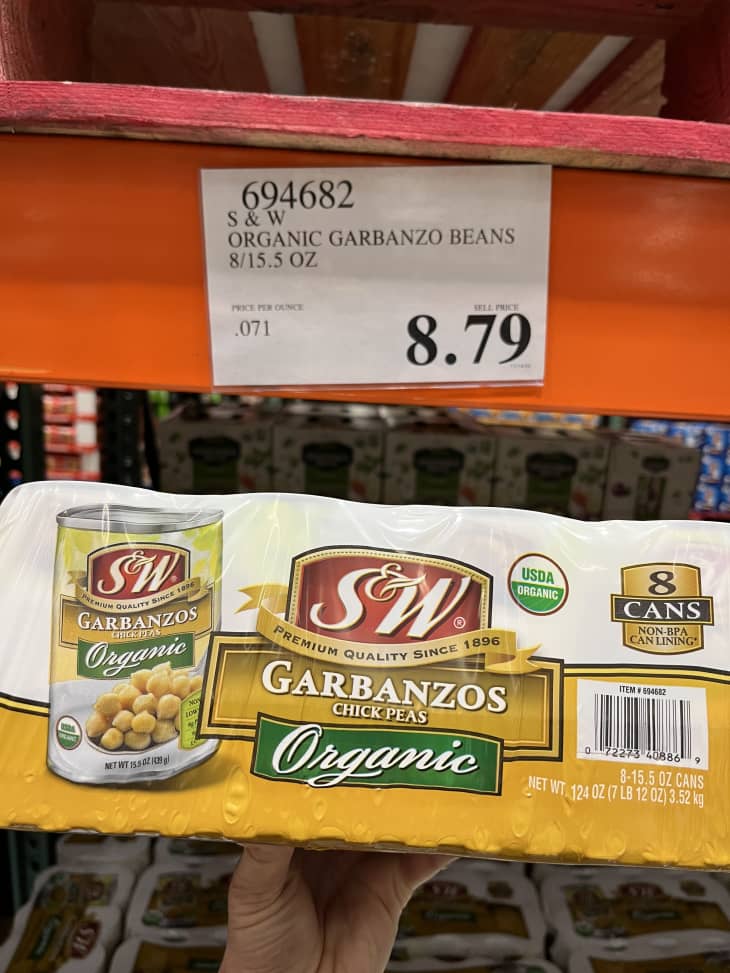 694682
S & W
ORGANIC GARBANZO BEANS
8/15.5 OZ
PRICE PER OUNCE
SELL PRICE
.071
8.79
S&W
PREMIUM QUALITY SINCE 1896
GARBANZOS
CHICK PEAS
Organic
USDA
ORGANIC
NET WT 15.5 OZ (439 g)
S&W®
PREMIUM QUALITY SINCE 1896
GARBANZOS
CHICK PEAS
Organic
USDA
ORGANIC
8
CANS
NON-BPA
CAN LINING*
ITEM # 694682
0 72273 40886 9
8-15.5 OZ CANS
NET WT. 124 OZ (7 LB 12 OZ) 3.52 kg